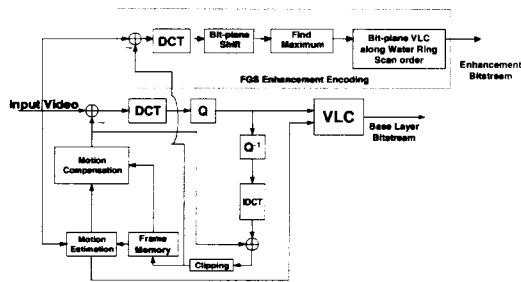 DCT
Bit-plane
Shift
Find
Maximum
Bit-plane VLC
along Water Ring
Scan order
Enhancement
Bitstream
FGS Enhancement Encoding
Input Video
DCT
Q
VLC
Base Layer
Bitstream
Q⁻¹
Motion
Compensation
IDCT
Motion
Estimation
Frame
Memory
Clipping